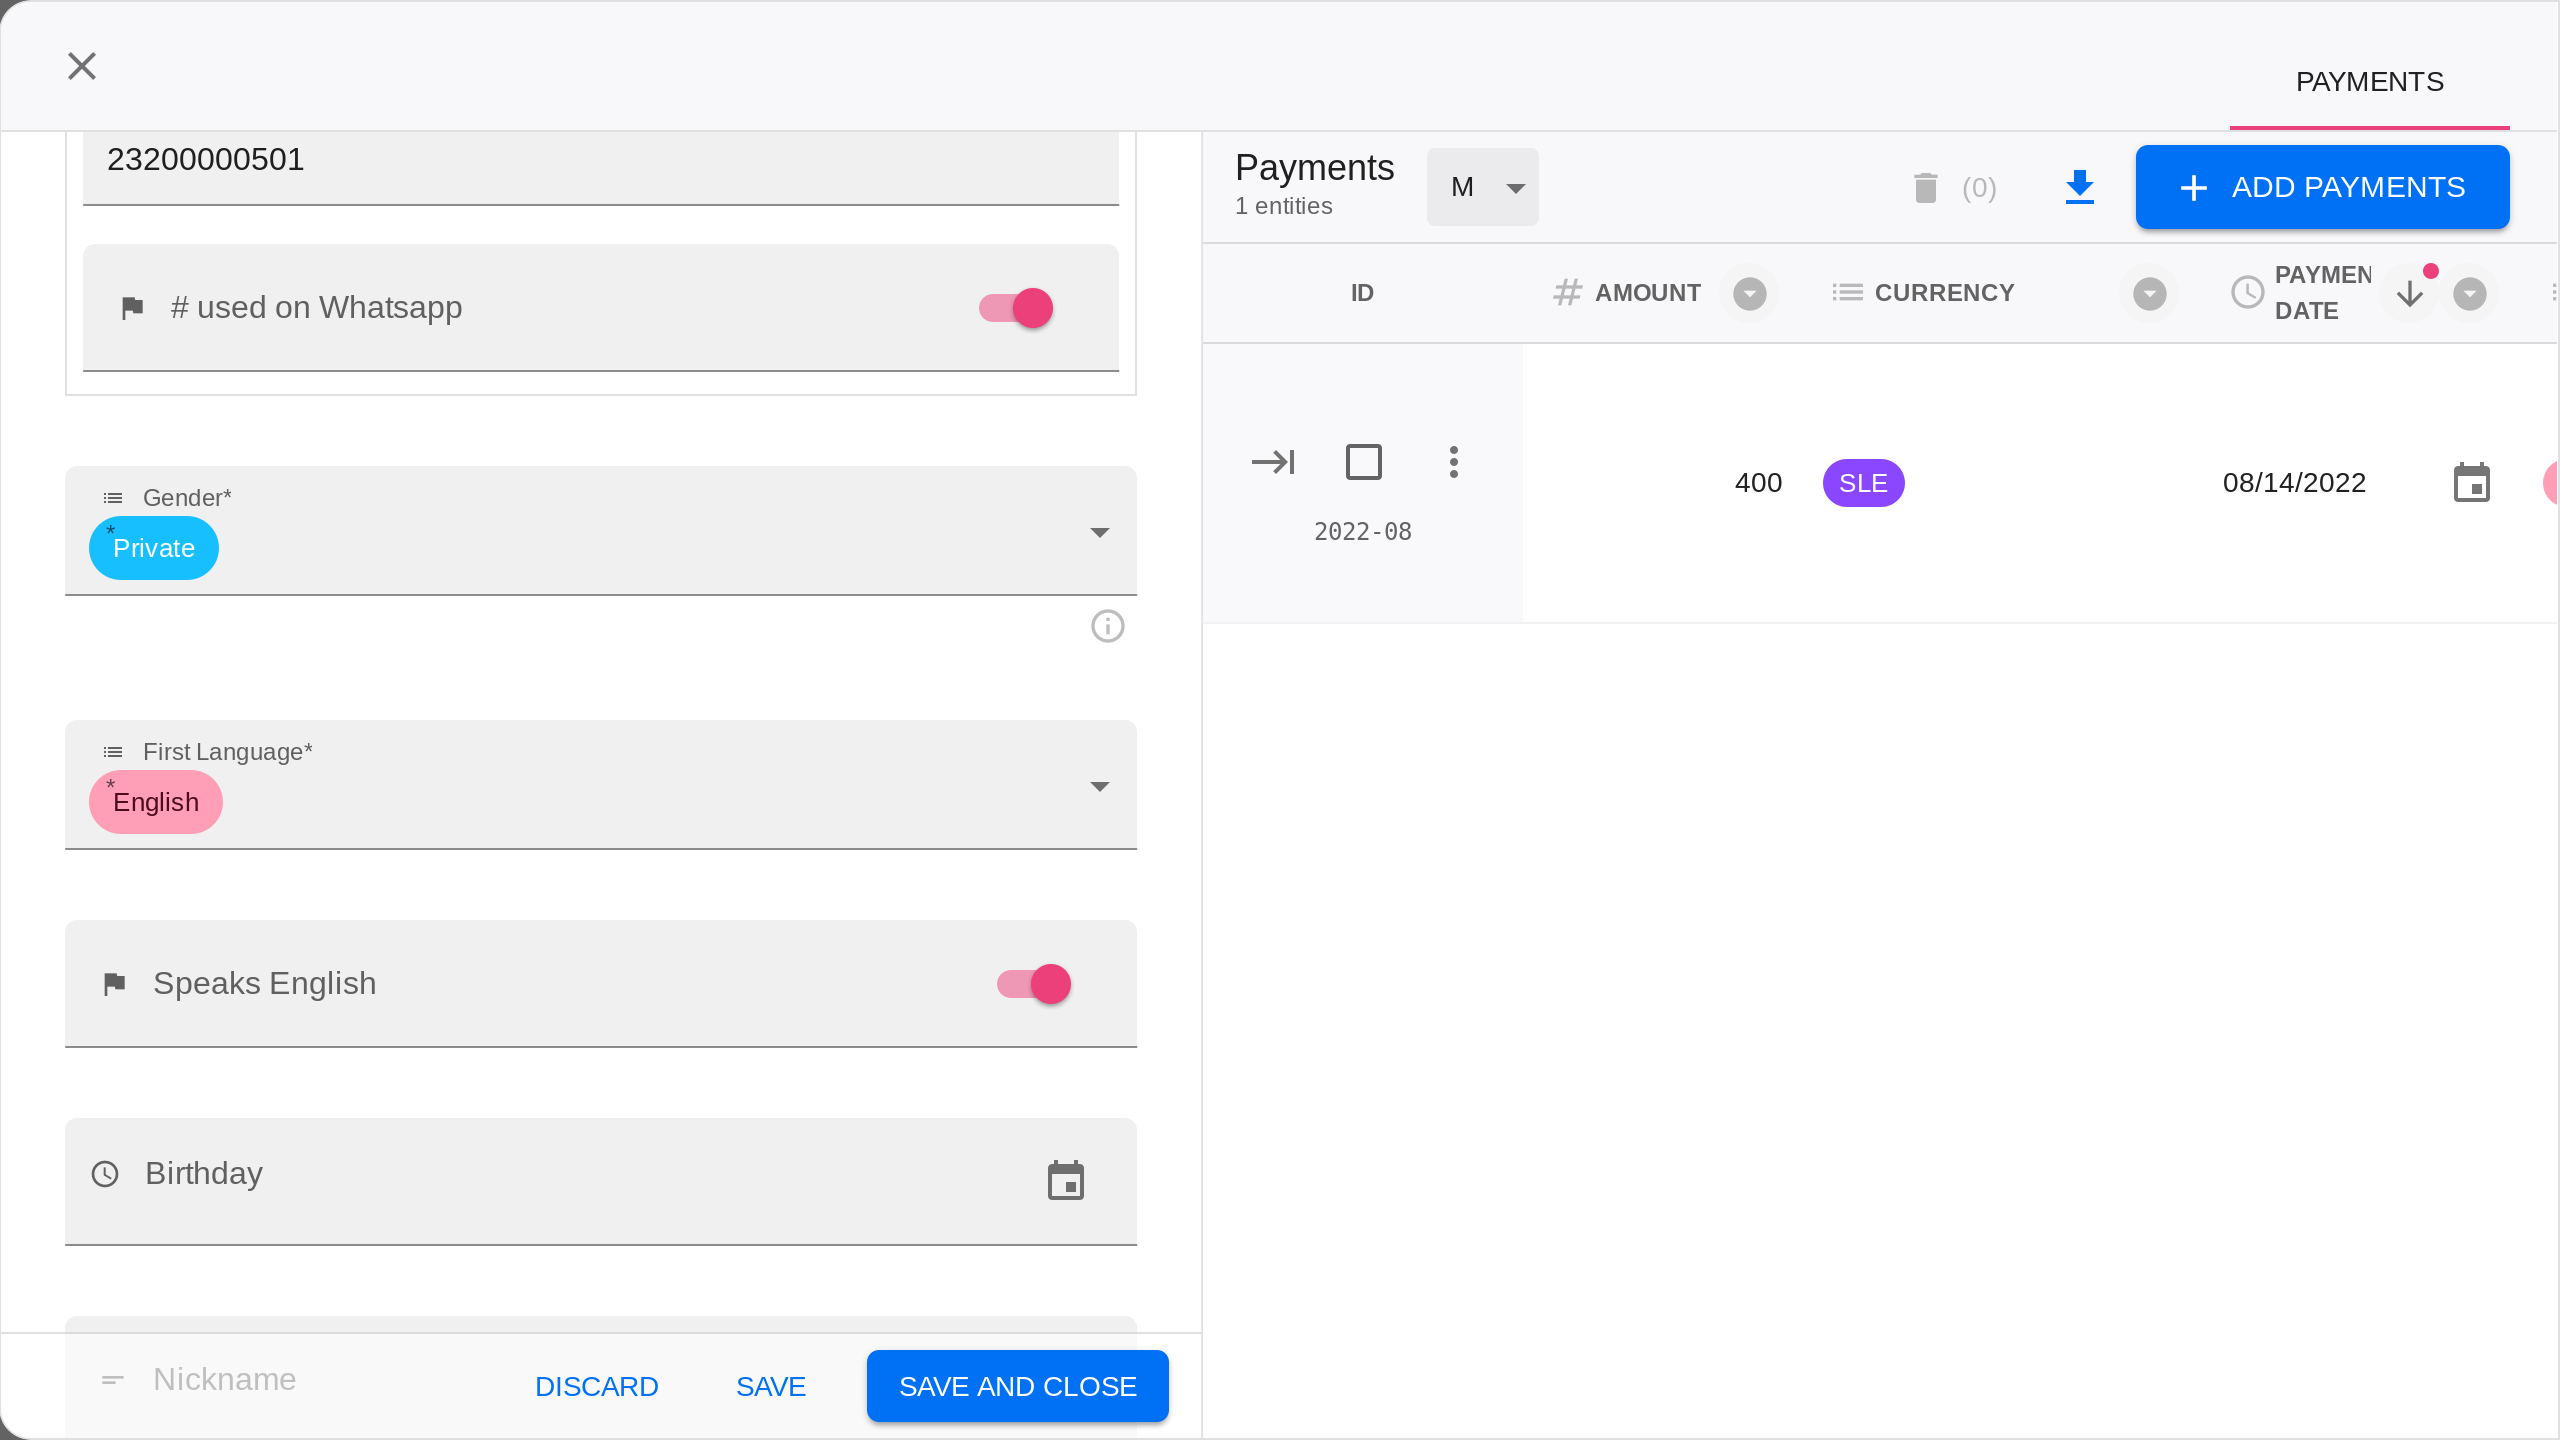 PAYMENTS
23200000501
# used on Whatsapp
Gender*
*
Private
First Language*
*
English
Speaks English
Birthday
Nickname
DISCARD
SAVE
SAVE AND CLOSE
Payments
1 entities
M
(0)
ADD PAYMENTS
ID
AMOUNT
CURRENCY
PAYMEN
DATE
400
SLE
08/14/2022
2022-08